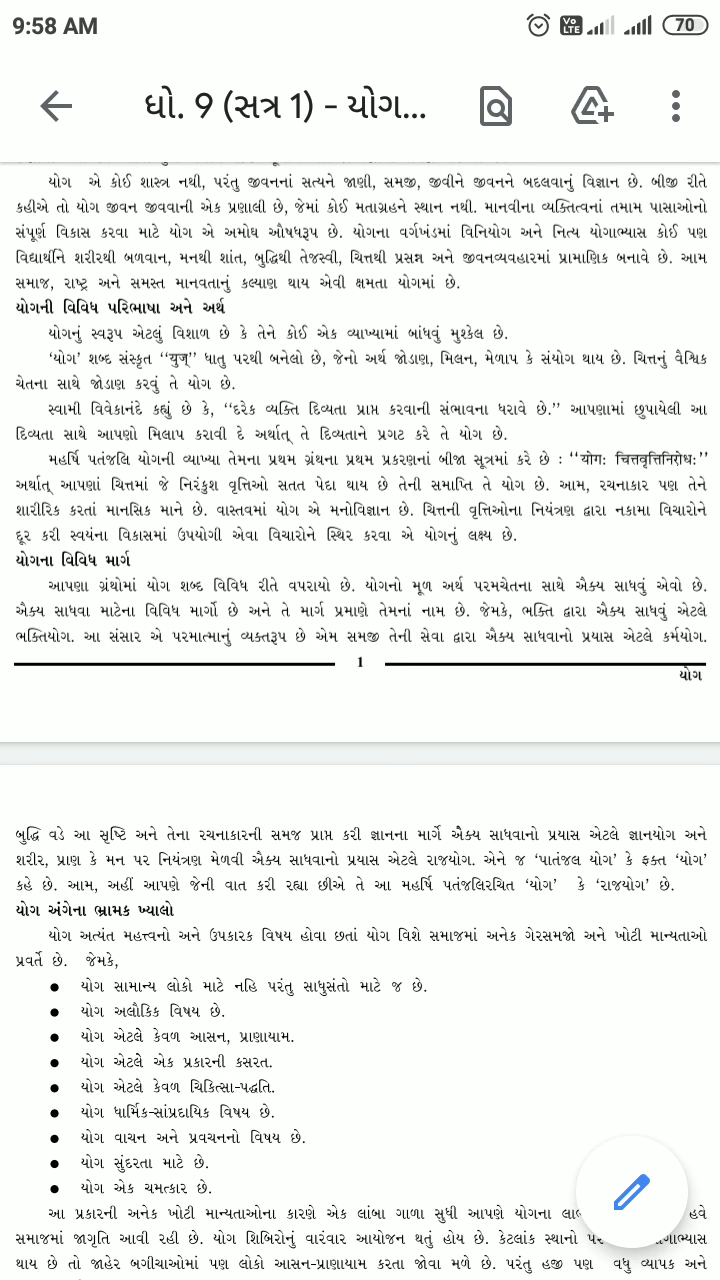 9:58 AM
Vo LTE
70
ધો. 9 (સત્ર 1) - યોગ...
યોગ એ કોઈ શાસ્ત્ર નથી, પરંતુ જીવનનાં સત્યને જાણી, સમજી, જીવીને જીવનને બદલવાનું વિજ્ઞાન છે. બીજી રીતે
કહીએ તો યોગ જીવન જીવવાની એક પ્રણાલી છે, જેમાં કોઈ મતાગ્રહને સ્થાન નથી. માનવીના વ્યક્તિત્વનાં તમામ પાસાઓનો
સંપૂર્ણ વિકાસ કરવા માટે યોગ એ અમોઘ ઔષધરૂપ છે. યોગના વર્ગખંડમાં વિનિયોગ અને નિત્ય યોગાભ્યાસ કોઈ પણ
વિદ્યાર્થીને શરીરથી બળવાન, મનથી શાંત, બુદ્ધિથી તેજસ્વી, ચિત્તથી પ્રસન્ન અને જીવનવ્યવહારમાં પ્રામાણિક બનાવે છે. આમ
સમાજ, રાષ્ટ્ર અને સમસ્ત માનવતાનું કલ્યાણ થાય એવી ક્ષમતા યોગમાં છે.
યોગની વિવિધ પરિભાષા અને અર્થ
યોગનું સ્વરૂપ એટલું વિશાળ છે કે તેને કોઈ એક વ્યાખ્યામાં બાંધવું મુશ્કેલ છે.
‘યોગ’ શબ્દ સંસ્કૃત ‘‘युज्’’ ધાતુ પરથી બનેલો છે, જેનો અર્થ જોડાણ, મિલન, મેળાપ કે સંયોગ થાય છે. ચિત્તનું વૈશ્વિક
ચેતના સાથે જોડાણ કરવું તે યોગ છે.
સ્વામી વિવેકાનંદે કહ્યું છે કે, ‘‘દરેક વ્યક્તિ દિવ્યતા પ્રાપ્ત કરવાની સંભાવના ધરાવે છે.’’ આપણામાં છુપાયેલી આ
દિવ્યતા સાથે આપણો મિલાપ કરાવી દે અર્થાત્ તે દિવ્યતાને પ્રગટ કરે તે યોગ છે.
મહર્ષિ પતંજલિ યોગની વ્યાખ્યા તેમના પ્રથમ ગ્રંથના પ્રથમ પ્રકરણનાં બીજા સૂત્રમાં કરે છે : ‘‘योगः चित्तवृत्तिनिरोधः’’
અર્થાત્ આપણાં ચિત્તમાં જે નિરંકુશ વૃત્તિઓ સતત પેદા થાય છે તેની સમાપ્તિ તે યોગ છે. આમ, રચનાકાર પણ તેને
શારીરિક કરતાં માનસિક માને છે. વાસ્તવમાં યોગ એ મનોવિજ્ઞાન છે. ચિત્તની વૃત્તિઓના નિયંત્રણ દ્વારા નકામા વિચારોને
દૂર કરી સ્વયંના વિકાસમાં ઉપયોગી એવા વિચારોને સ્થિર કરવા એ યોગનું લક્ષ્ય છે.
યોગના વિવિધ માર્ગ
આપણા ગ્રંથોમાં યોગ શબ્દ વિવિધ રીતે વપરાયો છે. યોગનો મૂળ અર્થ પરમચેતના સાથે ઐક્ય સાધવું એવો છે.
ઐક્ય સાધવા માટેના વિવિધ માર્ગો છે અને તે માર્ગ પ્રમાણે તેમનાં નામ છે. જેમકે, ભક્તિ દ્વારા ઐક્ય સાધવું એટલે
ભક્તિયોગ. આ સંસાર એ પરમાત્માનું વ્યક્તરૂપ છે એમ સમજી તેની સેવા દ્વારા ઐક્ય સાધવાનો પ્રયાસ એટલે કર્મયોગ.
1
યોગ
બુદ્ધિ વડે આ સૃષ્ટિ અને તેના રચનાકારની સમજ પ્રાપ્ત કરી જ્ઞાનના માર્ગે ઐક્ય સાધવાનો પ્રયાસ એટલે જ્ઞાનયોગ અને
શરીર, પ્રાણ કે મન પર નિયંત્રણ મેળવી ઐક્ય સાધવાનો પ્રયાસ એટલે રાજયોગ. એને જ ‘પાતંજલ યોગ’ કે ફક્ત ‘યોગ’
કહે છે. આમ, અહીં આપણે જેની વાત કરી રહ્યા છીએ તે આ મહર્ષિ પતંજલિરચિત ‘યોગ’ કે ‘રાજયોગ’ છે.
યોગ અંગેના ભ્રામક ખ્યાલો
યોગ અત્યંત મહત્ત્વનો અને ઉપકારક વિષય હોવા છતાં યોગ વિશે સમાજમાં અનેક ગેરસમજો અને ખોટી માન્યતાઓ
પ્રવર્તે છે. જેમકે,
● યોગ સામાન્ય લોકો માટે નહિ પરંતુ સાધુસંતો માટે જ છે.
● યોગ અલૌકિક વિષય છે.
● યોગ એટલે કેવળ આસન, પ્રાણાયામ.
● યોગ એટલે એક પ્રકારની કસરત.
● યોગ એટલે કેવળ ચિકિત્સા-પદ્ધતિ.
● યોગ ધાર્મિક-સાંપ્રદાયિક વિષય છે.
● યોગ વાચન અને પ્રવચનનો વિષય છે.
● યોગ સુંદરતા માટે છે.
● યોગ એક ચમત્કાર છે.
આ પ્રકારની અનેક ખોટી માન્યતાઓના કારણે એક લાંબા ગાળા સુધી આપણે યોગના હવે
સમાજમાં જાગૃતિ આવી રહી છે. યોગ શિબિરોનું વારંવાર આયોજન થતું હોય છે. કેટલાંક સ્થાનો
થાય છે તો જાહેર બગીચાઓમાં પણ લોકો આસન-પ્રાણાયામ કરતા જોવા મળે છે. પરંતુ હજી પણ વધુ વ્યાપક અને